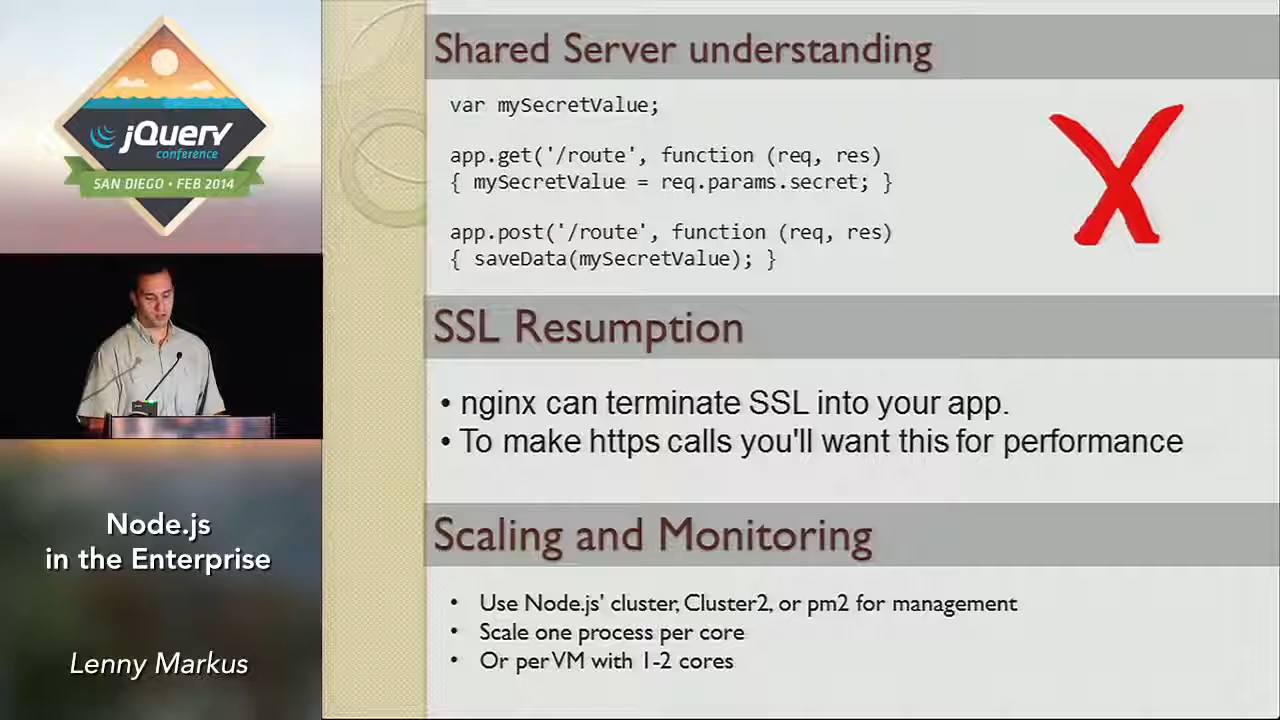 jQuery
conference
SAN DIEGO • FEB 2014
Node.js
in the Enterprise
Lenny Markus
Shared Server understanding
var mySecretValue;
app.get('/route', function (req, res)
{ mySecretValue = req.params.secret; }
app.post('/route', function (req, res)
{ saveData(mySecretValue); }
X
SSL Resumption
• nginx can terminate SSL into your app.
• To make https calls you'll want this for performance
Scaling and Monitoring
• Use Node.js' cluster, Cluster2, or pm2 for management
• Scale one process per core
• Or per VM with 1-2 cores